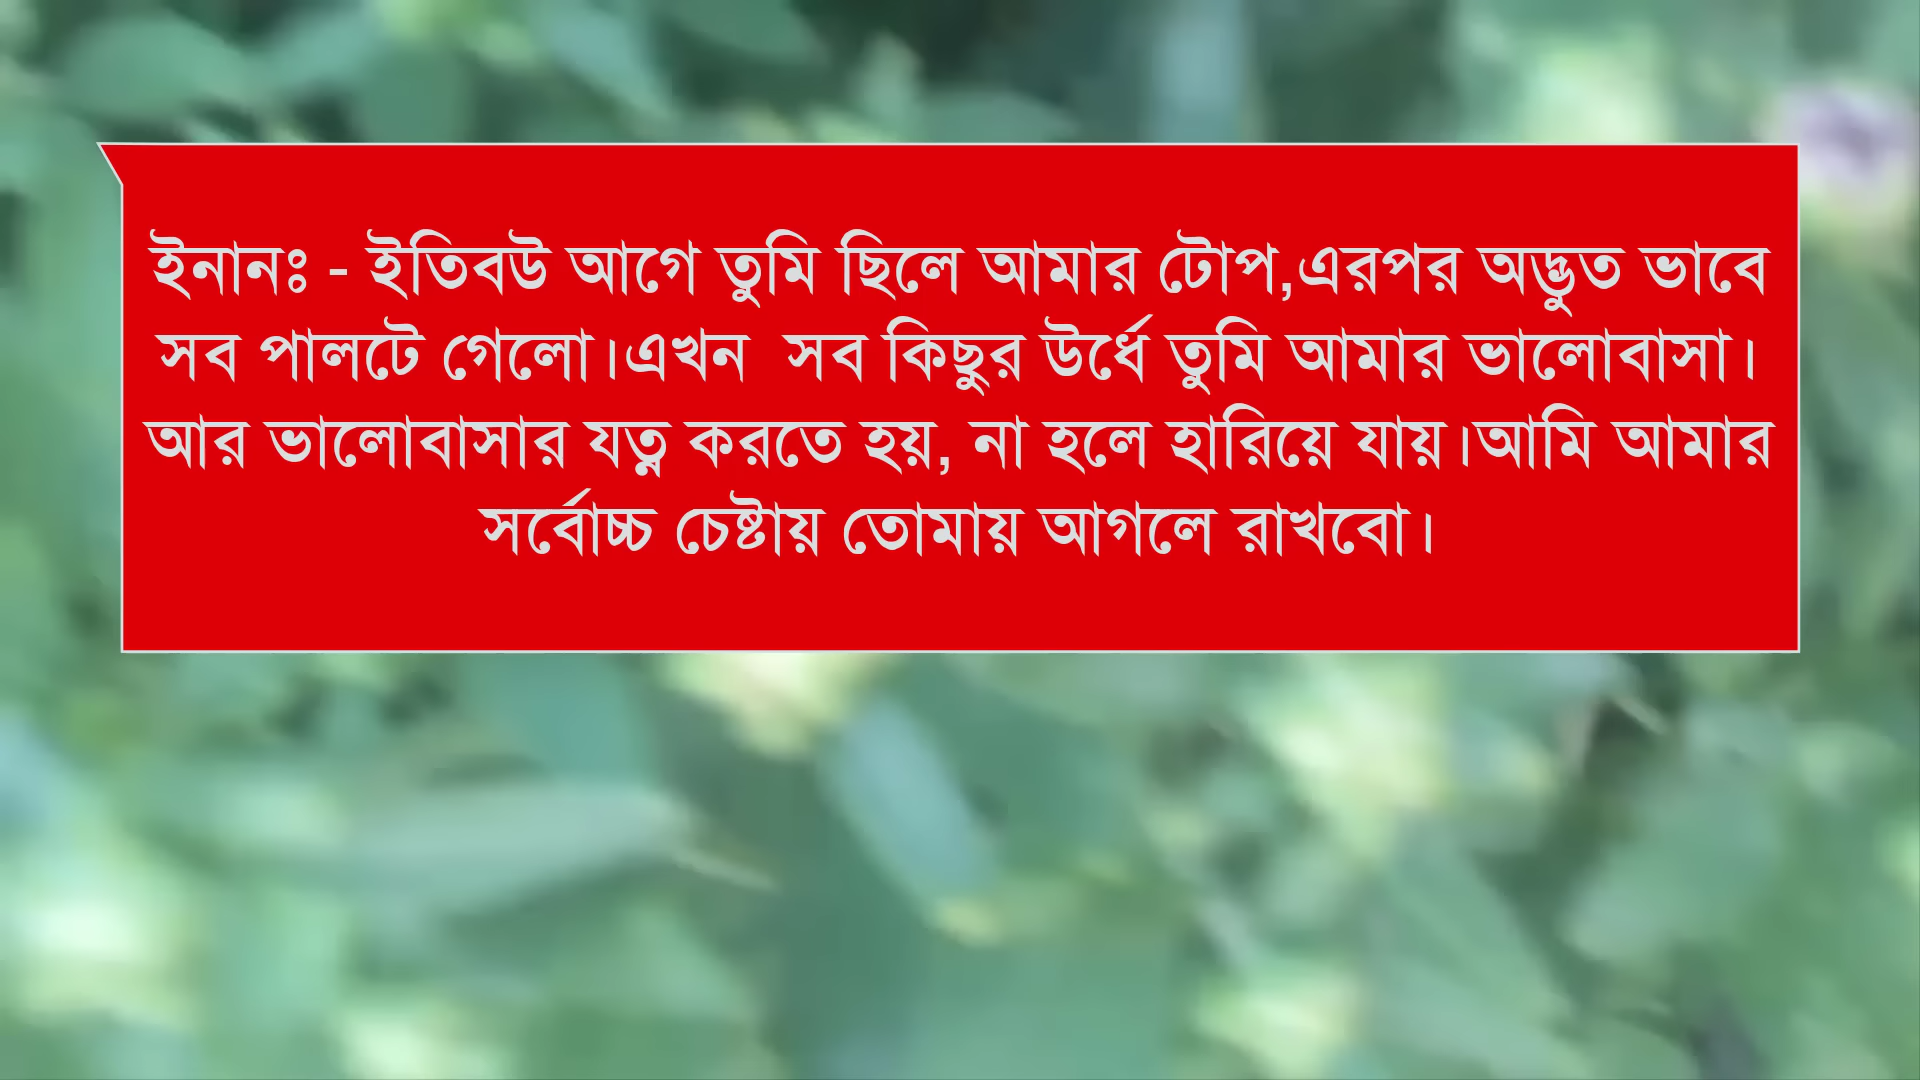 ইনানঃ - ইতিবউ আগে তুমি ছিলে আমার টোপ,এরপর অদ্ভুত ভাবে
সব পালটে গেলো।এখন  সব কিছুর উর্ধে তুমি আমার ভালোবাসা।
আর ভালোবাসার যত্ন করতে হয়, না হলে হারিয়ে যায়।আমি আমার
সর্বোচ্চ চেষ্টায় তোমায় আগলে রাখবো।